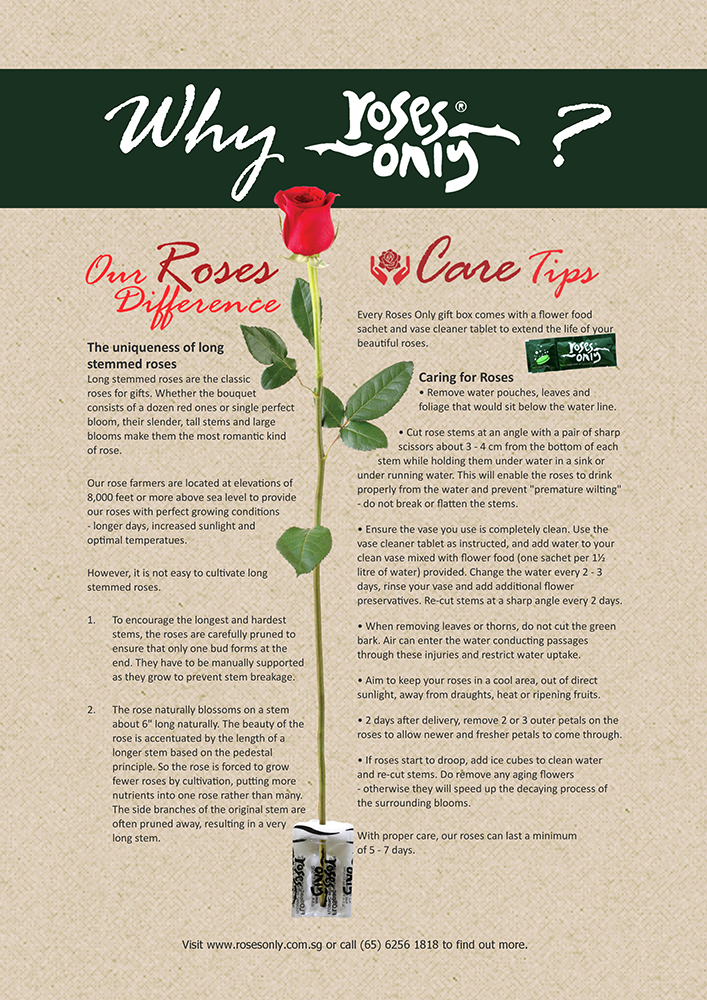 Why roses only® ?
Our Roses
Difference
The uniqueness of long
stemmed roses
Long stemmed roses are the classic
roses for gifts. Whether the bouquet
consists of a dozen red ones or single perfect
bloom, their slender, tall stems and large
blooms make them the most romantic kind
of rose.
Our rose farmers are located at elevations of
8,000 feet or more above sea level to provide
our roses with perfect growing conditions
- longer days, increased sunlight and
optimal temperatues.
However, it is not easy to cultivate long
stemmed roses.
1. To encourage the longest and hardest
stems, the roses are carefully pruned to
ensure that only one bud forms at the
end. They have to be manually supported
as they grow to prevent stem breakage.
2. The rose naturally blossoms on a stem
about 6" long naturally. The beauty of the
rose is accentuated by the length of a
longer stem based on the pedestal
principle. So the rose is forced to grow
fewer roses by cultivation, putting more
nutrients into one rose rather than many.
The side branches of the original stem are
often pruned away, resulting in a very
long stem.
Care Tips
Every Roses Only gift box comes with a flower food
sachet and vase cleaner tablet to extend the life of your
beautiful roses.
roses only
Caring for Roses
• Remove water pouches, leaves and
foliage that would sit below the water line.
• Cut rose stems at an angle with a pair of sharp
scissors about 3 - 4 cm from the bottom of each
stem while holding them under water in a sink or
under running water. This will enable the roses to drink
properly from the water and prevent "premature wilting"
- do not break or flatten the stems.
• Ensure the vase you use is completely clean. Use the
vase cleaner tablet as instructed, and add water to your
clean vase mixed with flower food (one sachet per 1½
litre of water) provided. Change the water every 2 - 3
days, rinse your vase and add additional flower
preservatives. Re-cut stems at a sharp angle every 2 days.
• When removing leaves or thorns, do not cut the green
bark. Air can enter the water conducting passages
through these injuries and restrict water uptake.
• Aim to keep your roses in a cool area, out of direct
sunlight, away from draughts, heat or ripening fruits.
• 2 days after delivery, remove 2 or 3 outer petals on the
roses to allow newer and fresher petals to come through.
• If roses start to droop, add ice cubes to clean water
and re-cut stems. Do remove any aging flowers
- otherwise they will speed up the decaying process of
the surrounding blooms.
With proper care, our roses can last a minimum
of 5 - 7 days.
Visit www.rosesonly.com.sg or call (65) 6256 1818 to find out more.